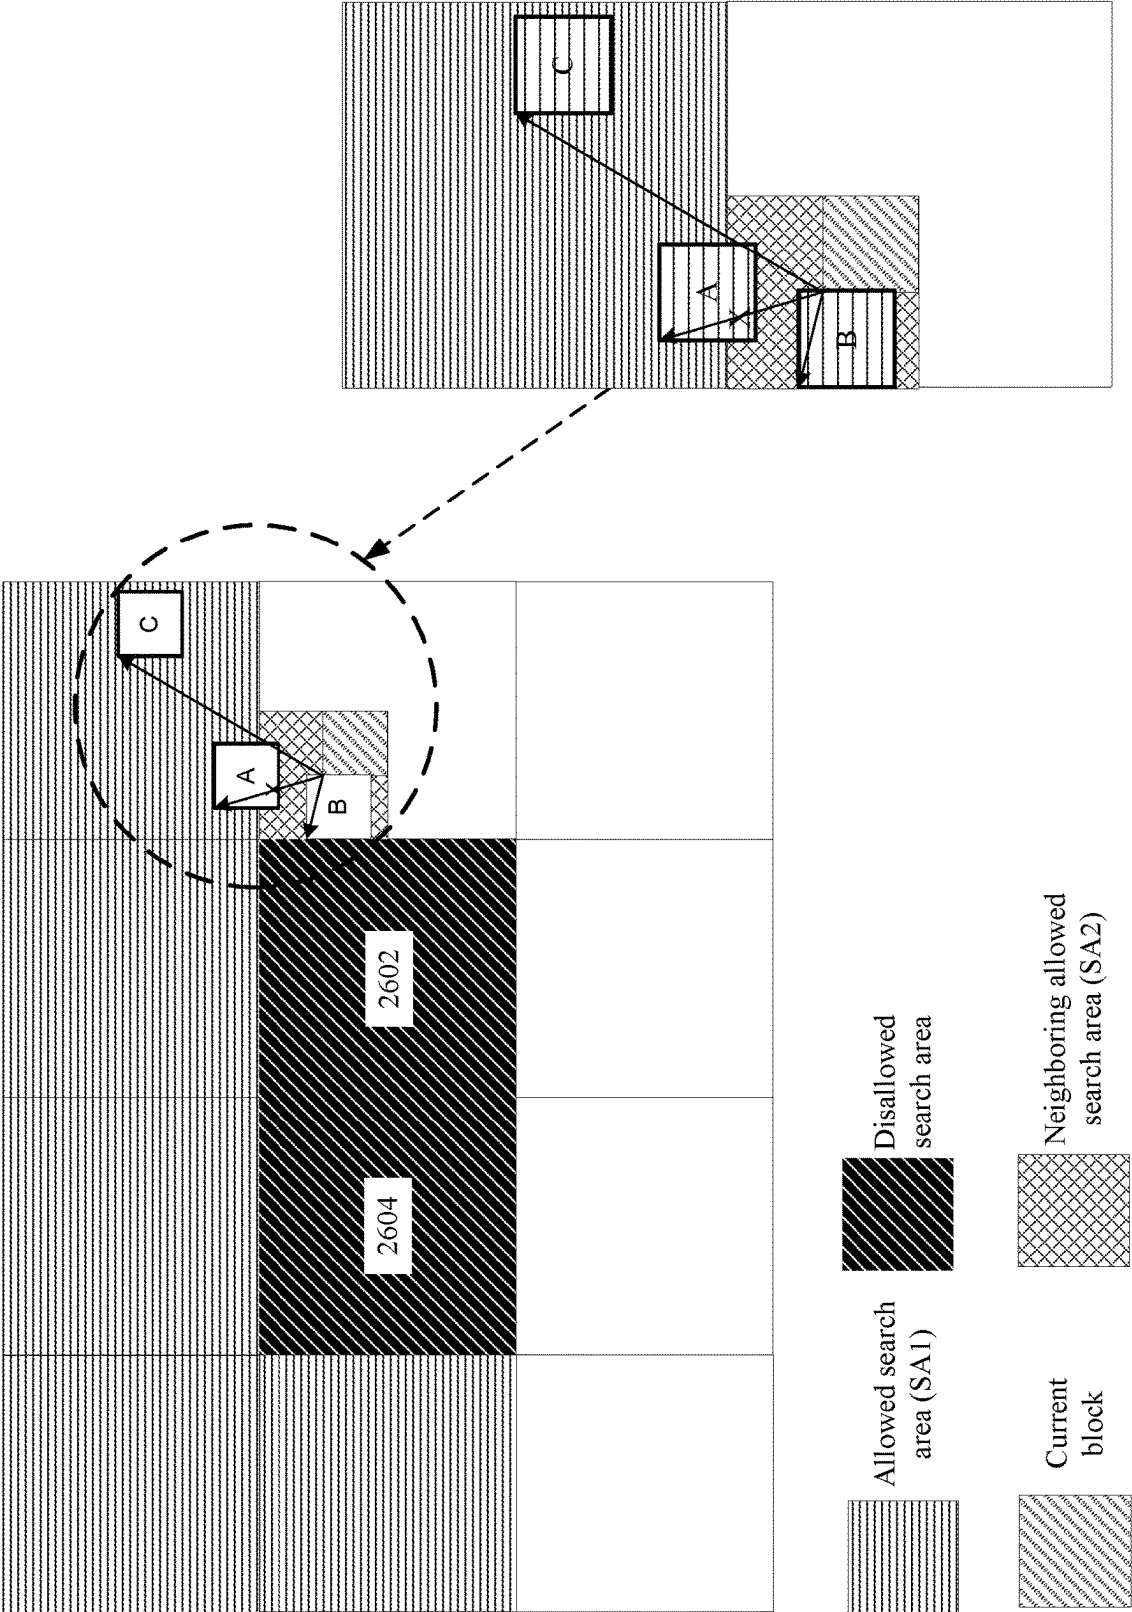 C
A
B
2604
2602
C
A
B
Allowed search
area (SA1)
Disallowed
search area
Current
block
Neighboring allowed
search area (SA2)